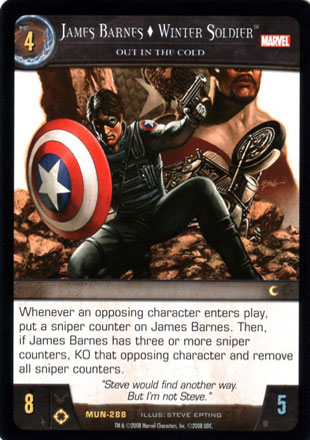 4
JAMES BARNES ♦ WINTER SOLDIER™
MARVEL
OUT IN THE COLD
Whenever an opposing character enters play,
put a sniper counter on James Barnes. Then,
if James Barnes has three or more sniper
counters, KO that opposing character and remove
all sniper counters.
"Steve would find another way.
But I'm not Steve."
8
MUN-288 ILLUS: STEVE EPTING
5
TM & ©2008 Marvel Characters, Inc. ©2008 UDC.